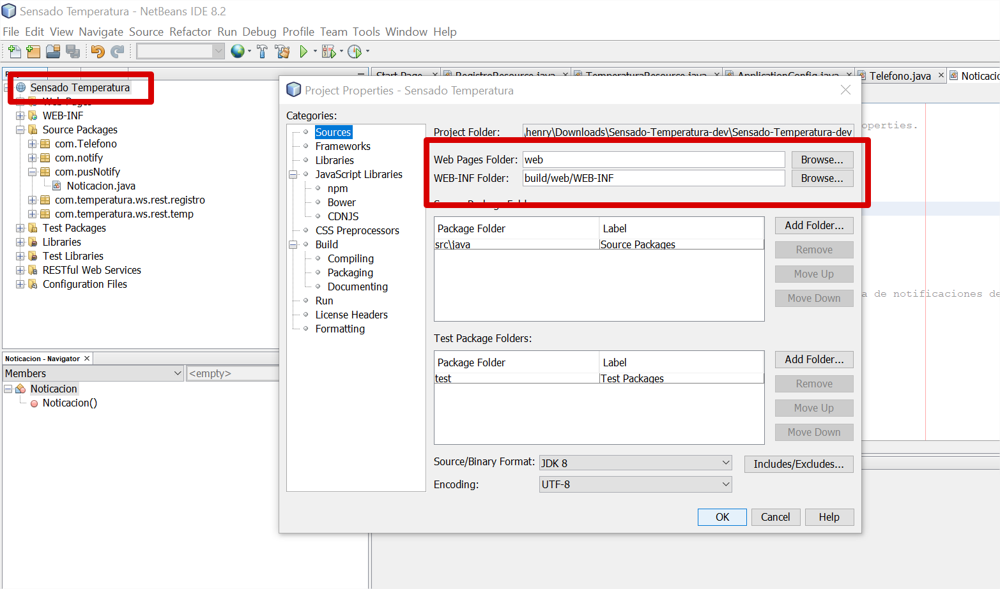 Sensado Temperatura - NetBeans IDE 8.2
File Edit View Navigate Source Refactor Run Debug Profile Team Tools Window Help
Start Page
RegistroResource.java
TemperaturaResource.java
ApplicationConfig.java
Telefono.java
Noticacio
Sensado Temperatura
Web Pages
WEB-INF
Source Packages
com.Telefono
com.notify
com.pusNotify
Noticacion.java
com.temperatura.ws.rest.registro
com.temperatura.ws.rest.temp
Test Packages
Libraries
Test Libraries
RESTful Web Services
Configuration Files
Noticacion - Navigator
Members
<empty>
Noticacion
Noticacion()
Project Properties - Sensado Temperatura
Categories:
Sources
Frameworks
Libraries
JavaScript Libraries
npm
Bower
CDNJS
CSS Preprocessors
Build
Compiling
Packaging
Documenting
Run
License Headers
Formatting
Project Folder: \henry\Downloads\Sensado-Temperatura-dev\Sensado-Temperatura-dev
Web Pages Folder: web Browse...
WEB-INF Folder: build/web/WEB-INF Browse...
Package Folder Label
src\java Source Packages
Add Folder...
Remove
Move Up
Move Down
Test Package Folders:
Package Folder Label
test Test Packages
Add Folder...
Remove
Move Up
Move Down
Source/Binary Format: JDK 8 Includes/Excludes...
Encoding: UTF-8
OK Cancel Help
operties.
a de notificaciones de